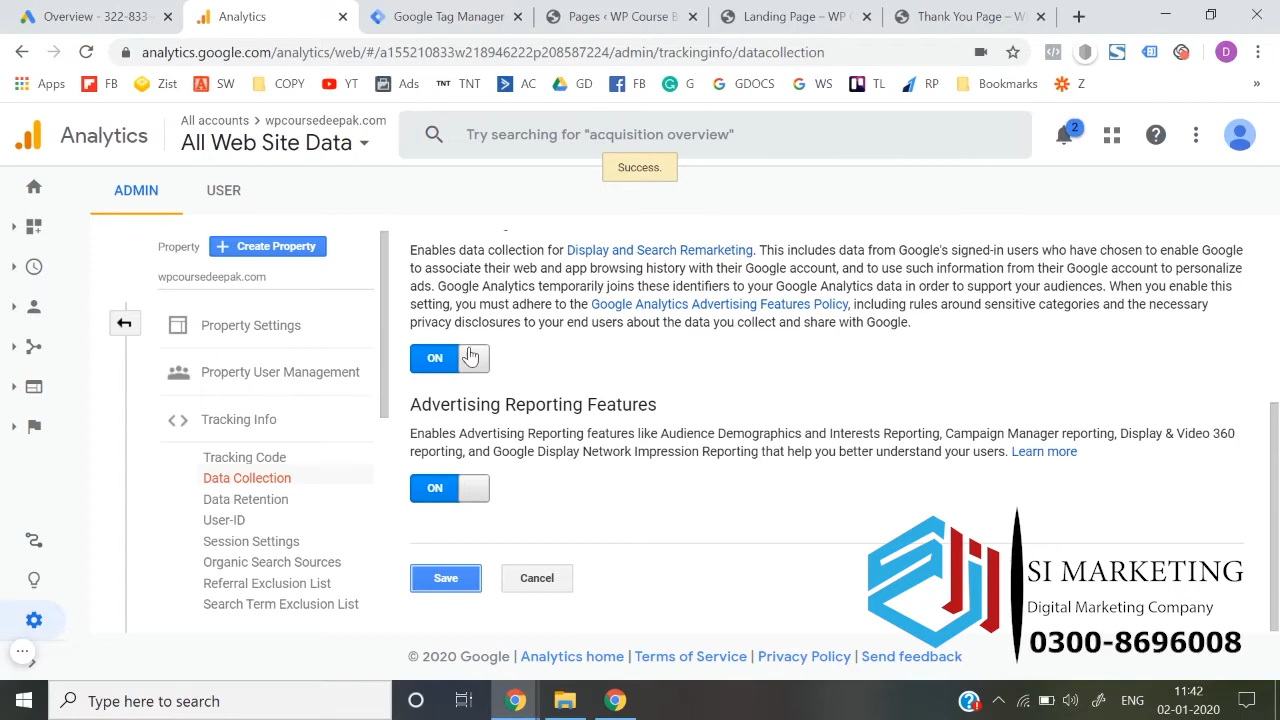 Overview - 322-833-
Analytics
Google Tag Manager
Pages ‹ WP Course B
Landing Page – WP C
Thank You Page – W
analytics.google.com/analytics/web/#/a155210833w218946222p208587224/admin/trackinginfo/datacollection
D
Apps
FB
Zist
SW
COPY
YT
Ads
TNT TNT
AC
GD
FB
G
GDOCS
WS
TL
RP
Bookmarks
Z
»
Analytics
All accounts > wpcoursedeepak.com
All Web Site Data
Try searching for "acquisition overview"
2
Success.
ADMIN
USER
Property
+ Create Property
wpcoursedeepak.com
Property Settings
Property User Management
Tracking Info
Tracking Code
Data Collection
Data Retention
User-ID
Session Settings
Organic Search Sources
Referral Exclusion List
Search Term Exclusion List
Enables data collection for Display and Search Remarketing. This includes data from Google's signed-in users who have chosen to enable Google
to associate their web and app browsing history with their Google account, and to use such information from their Google account to personalize
ads. Google Analytics temporarily joins these identifiers to your Google Analytics data in order to support your audiences. When you enable this
setting, you must adhere to the Google Analytics Advertising Features Policy, including rules around sensitive categories and the necessary
privacy disclosures to your end users about the data you collect and share with Google.
ON
Advertising Reporting Features
Enables Advertising Reporting features like Audience Demographics and Interests Reporting, Campaign Manager reporting, Display & Video 360
reporting, and Google Display Network Impression Reporting that help you better understand your users. Learn more
ON
Save
Cancel
SI MARKETING
Digital Marketing Company
0300-8696008
© 2020 Google | Analytics home | Terms of Service | Privacy Policy | Send feedback
Type here to search
ENG
11:42
02-01-2020